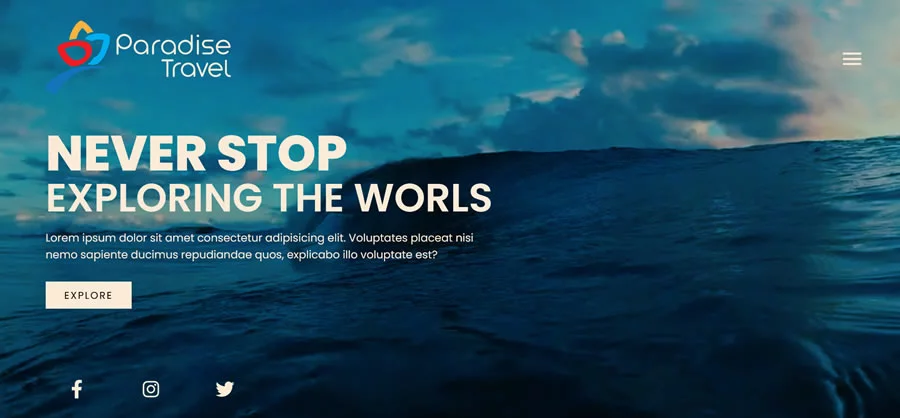 Paradise
Travel
NEVER STOP
EXPLORING THE WORLS
Lorem ipsum dolor sit amet consectetur adipisicing elit. Voluptates placeat nisi
nemo sapiente ducimus repudiandae quos, explicabo illo voluptate est?
EXPLORE